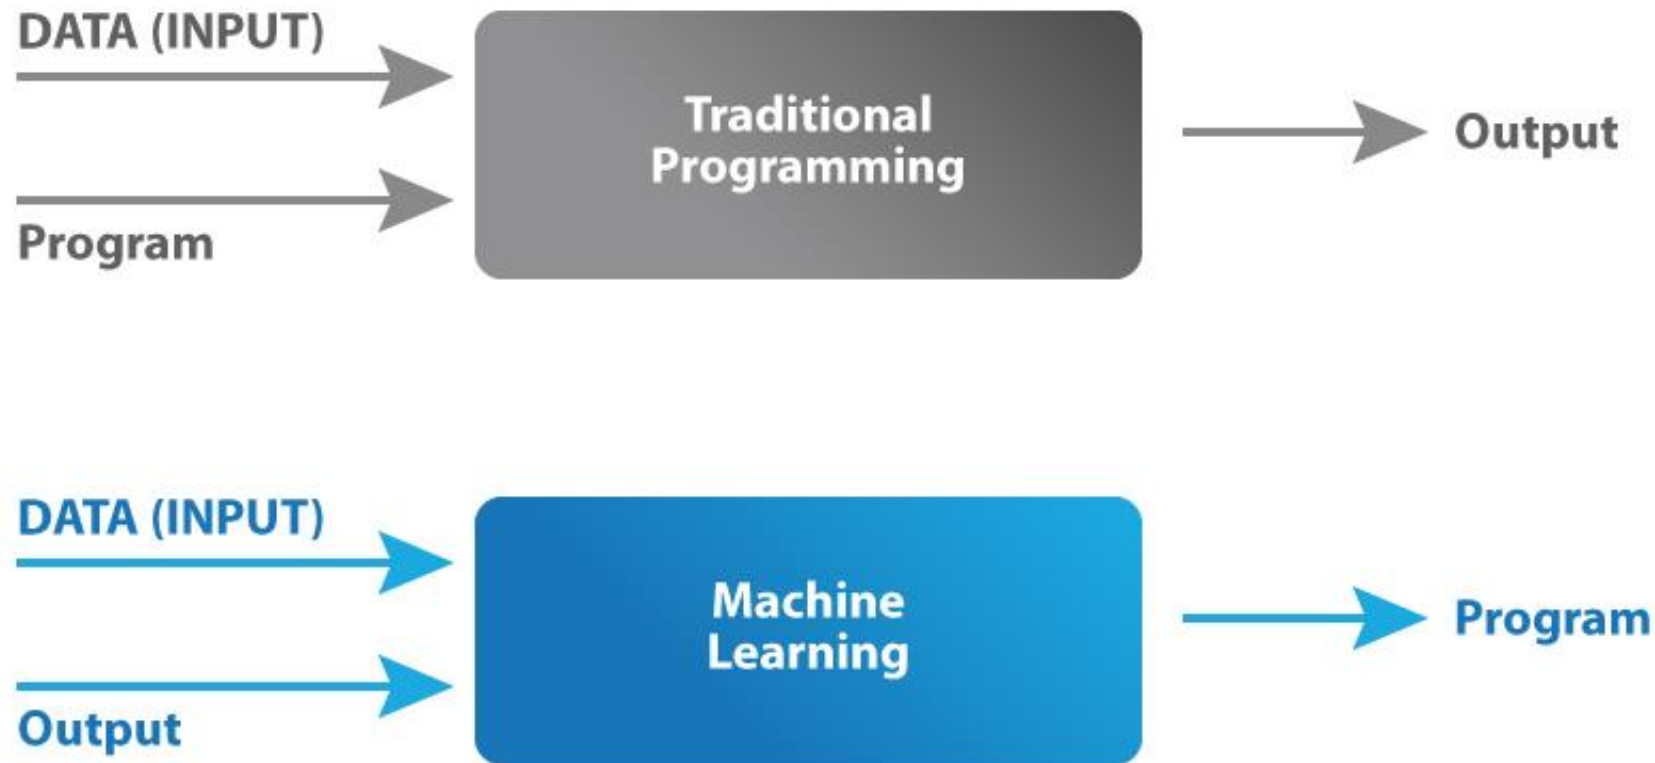 DATA (INPUT)
Program
Traditional
Programming
Output
DATA (INPUT)
Output
Machine
Learning
Program